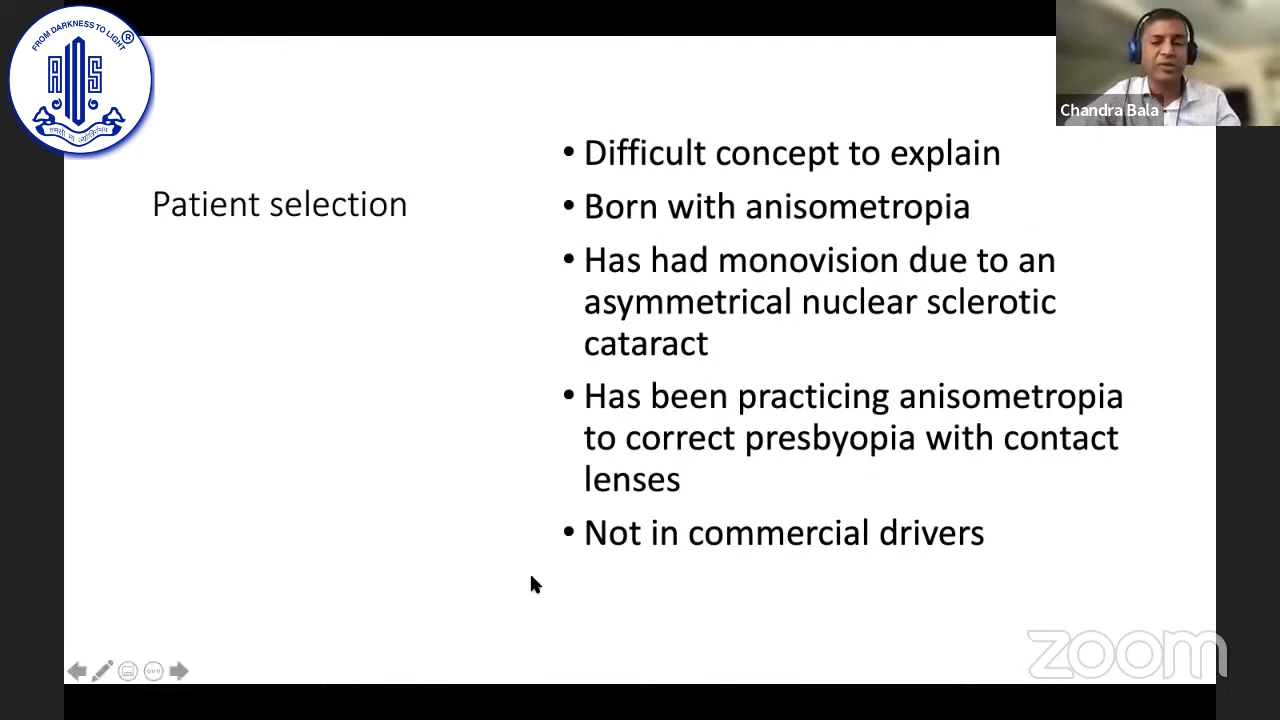 FROM DARKNESS TO LIGHT
®
AIOS
Chandra Bala
Patient selection
• Difficult concept to explain
• Born with anisometropia
• Has had monovision due to an
asymmetrical nuclear sclerotic
cataract
• Has been practicing anisometropia
to correct presbyopia with contact
lenses
• Not in commercial drivers
zoom